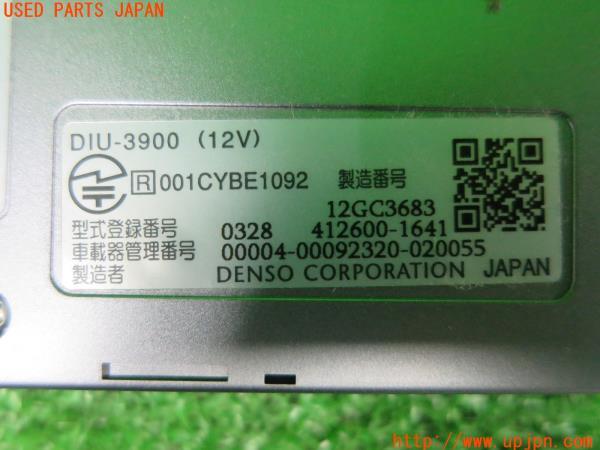 USED PARTS JAPAN
DIU-3900 (12V)
R 001CYBE1092 製造番号
12GC3683
型式登録番号 0328 412600-1641
車載器管理番号 00004-00092320-020055
製造者 DENSO CORPORATION JAPAN
http://www.upjpn.com